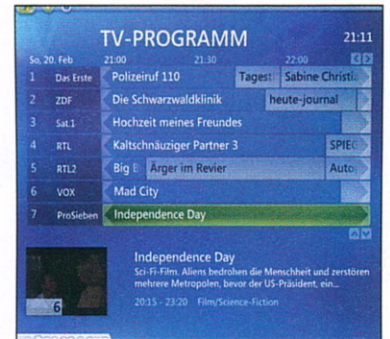 TV-PROGRAMM 21:11
So, 20. Feb 21:00 21:30 22:00
1 Das Erste Polizeiruf 110 Tagest Sabine Christia
2 ZDF Die Schwarzwaldklinik heute-journal
3 Sat.1 Hochzeit meines Freundes
4 RTL Kaltschnäuziger Partner 3 SPIEG
5 RTL2 Big B Ärger im Revier Auto
6 VOX Mad City
7 ProSieben Independence Day
Independence Day
Sci-Fi-Film. Aliens bedrohen die Menschheit und zerstören
mehrere Metropolen, bevor der US-Präsident, ein...
6
20:15 - 23:20 Film/Science-Fiction